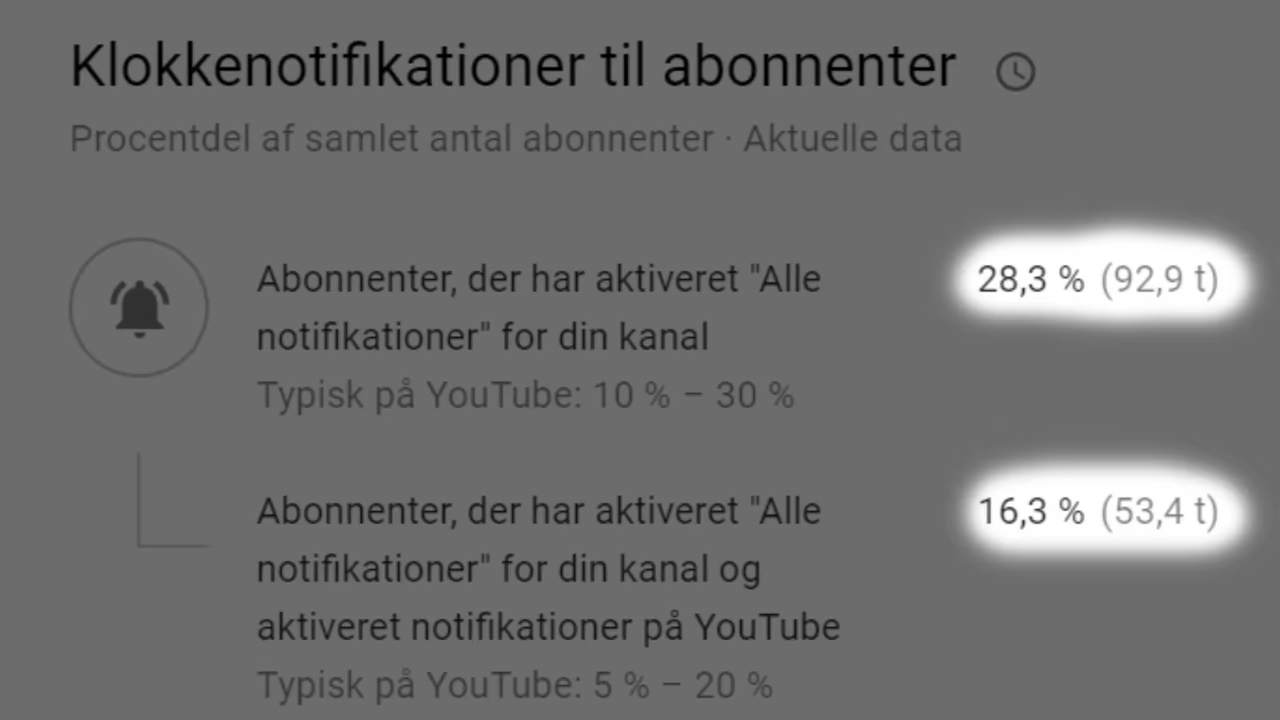 Klokkenotifikationer til abonnenter
Procentdel af samlet antal abonnenter · Aktuelle data
Abonnenter, der har aktiveret "Alle
notifikationer" for din kanal
28,3 % (92,9 t)
Typisk på YouTube: 10 % – 30 %
Abonnenter, der har aktiveret "Alle
notifikationer" for din kanal og
aktiveret notifikationer på YouTube
16,3 % (53,4 t)
Typisk på YouTube: 5 % – 20 %